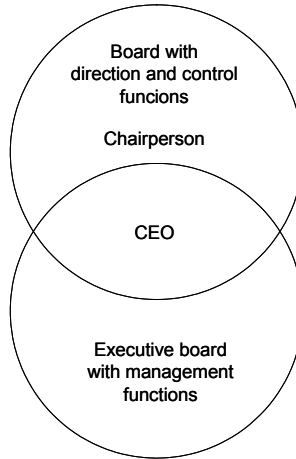 Board with
direction and control
funcions
Chairperson
CEO
Executive board
with management
functions